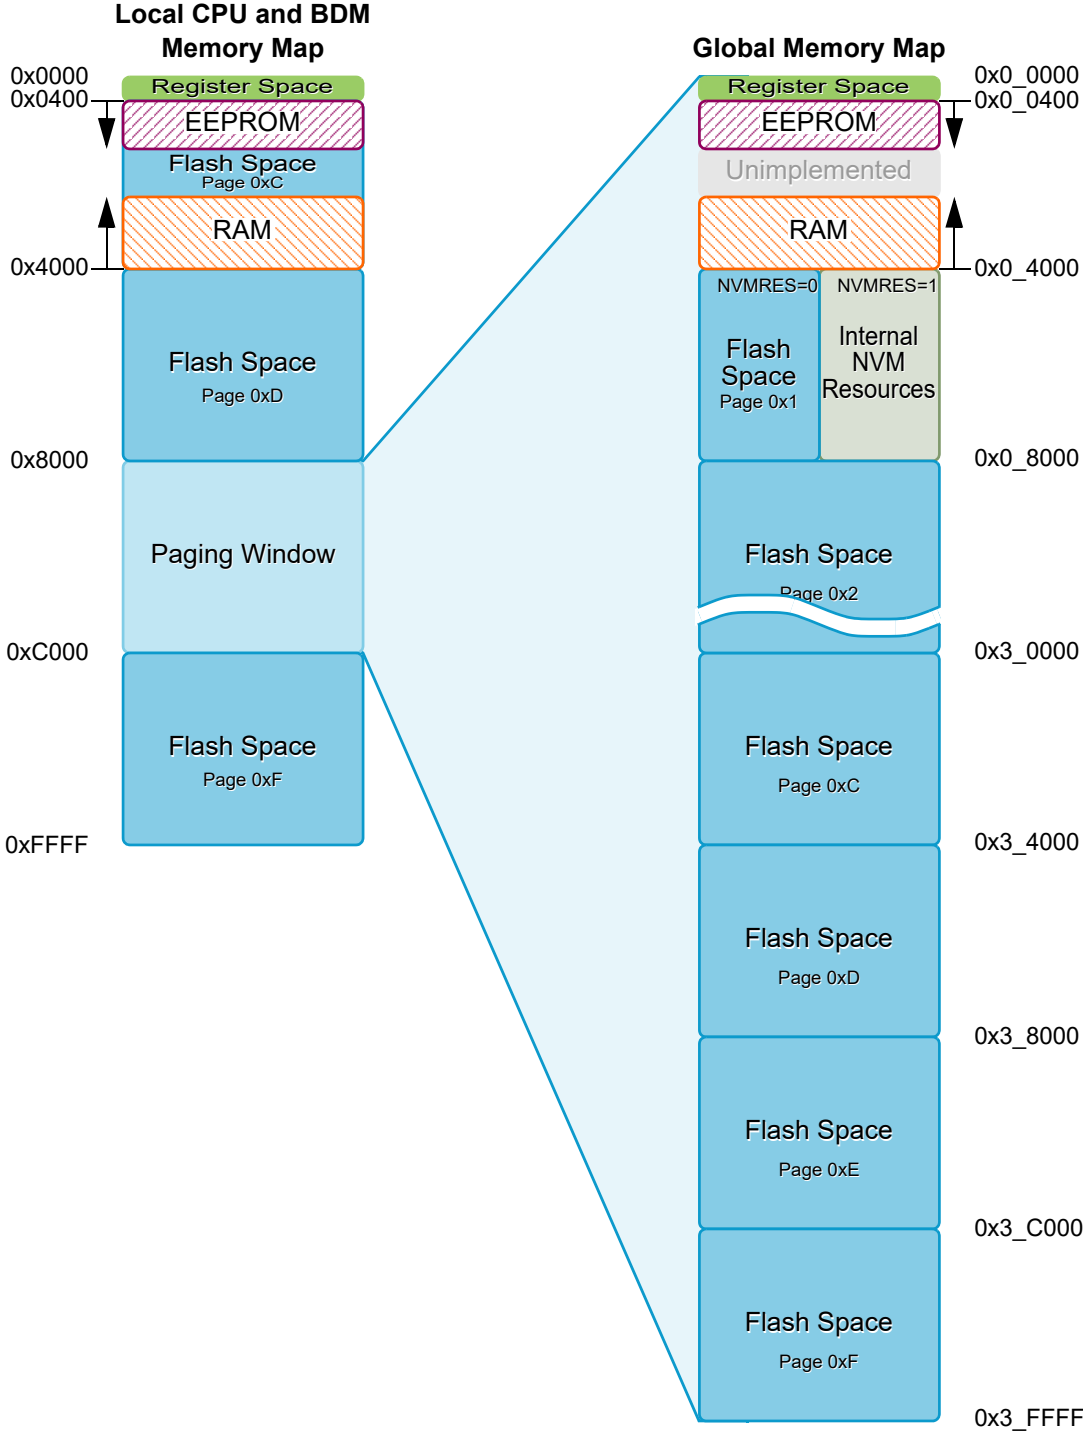 Local CPU and BDM
Memory Map
0x0000
Register Space
0x0400
EEPROM
Flash Space
Page 0xC
RAM
0x4000
Flash Space
Page 0xD
0x8000
Paging Window
0xC000
Flash Space
Page 0xF
0xFFFF
Global Memory Map
0x0_0000
Register Space
0x0_0400
EEPROM
Unimplemented
RAM
0x0_4000
NVMRES=0
Flash
Space
Page 0x1
NVMRES=1
Internal
NVM
Resources
0x0_8000
Flash Space
Page 0x2
0x3_0000
Flash Space
Page 0xC
0x3_4000
Flash Space
Page 0xD
0x3_8000
Flash Space
Page 0xE
0x3_C000
Flash Space
Page 0xF
0x3_FFFF